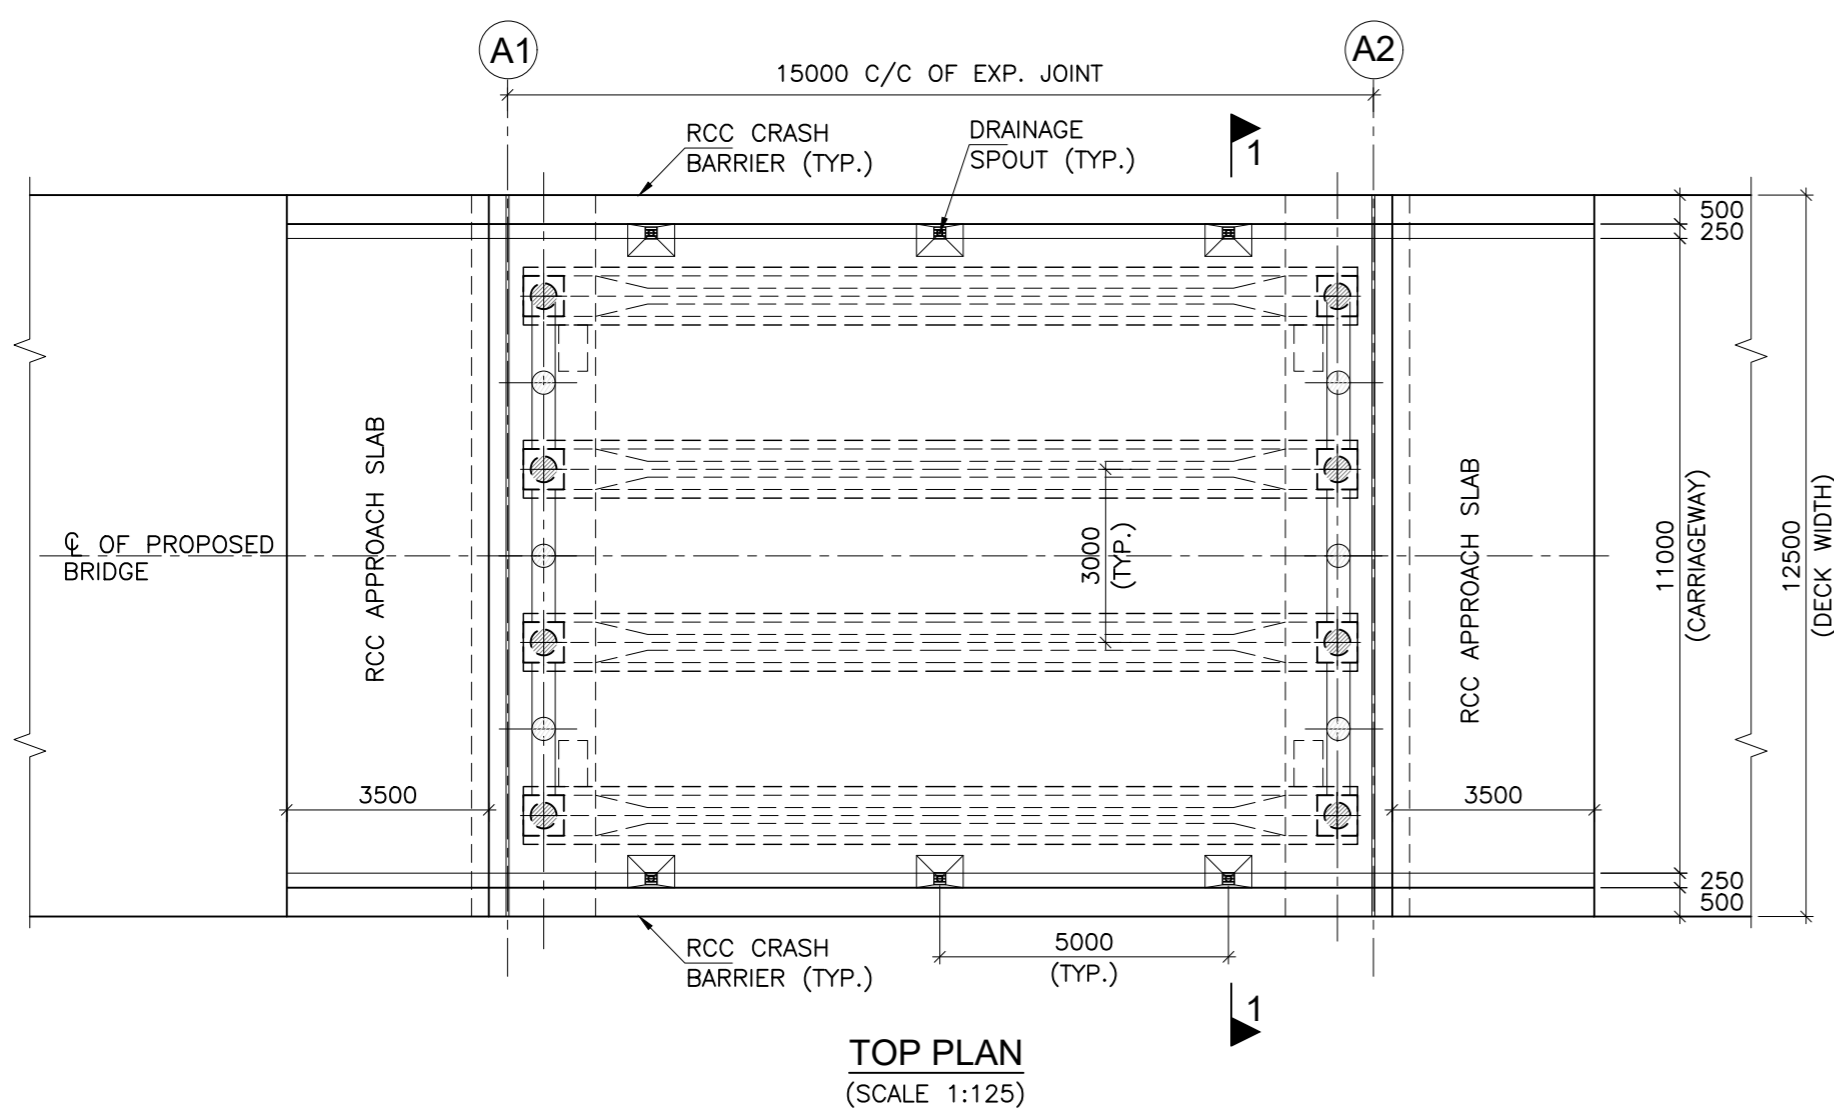 A1
A2
15000 C/C OF EXP. JOINT
RCC CRASH
BARRIER (TYP.)
DRAINAGE
SPOUT (TYP.)
1
500
250
RCC APPROACH SLAB
℄ OF PROPOSED
BRIDGE
3000
(TYP.)
RCC APPROACH SLAB
11000
(CARRIAGEWAY)
12500
(DECK WIDTH)
3500
3500
250
500
RCC CRASH
BARRIER (TYP.)
5000
(TYP.)
1
TOP PLAN
(SCALE 1:125)